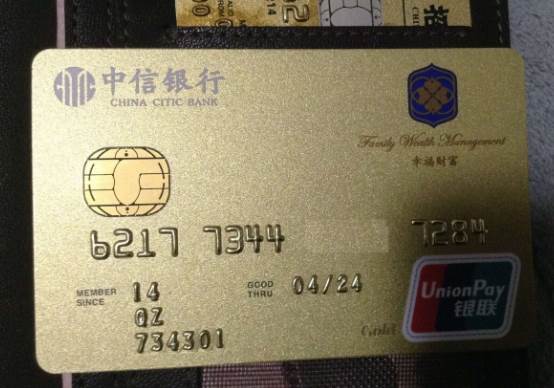 招
中信银行
CHINA CITIC BANK
Family Wealth Management
幸福财富
6217 7344 7284
MEMBER SINCE 14 GOOD THRU 04/24
QZ
734301
UnionPay
银联